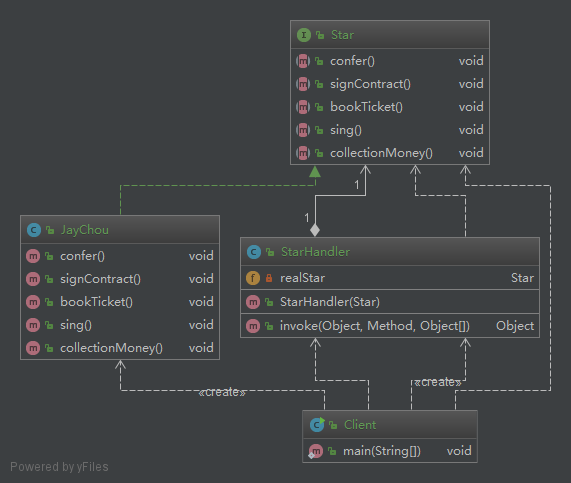 Star
confer() void
signContract() void
bookTicket() void
sing() void
collectionMoney() void
1
1
JayChou
confer() void
signContract() void
bookTicket() void
sing() void
collectionMoney() void
StarHandler
realStar Star
StarHandler(Star)
invoke(Object, Method, Object[]) Object
«create»
«create»
Client
main(String[]) void
Powered by yFiles